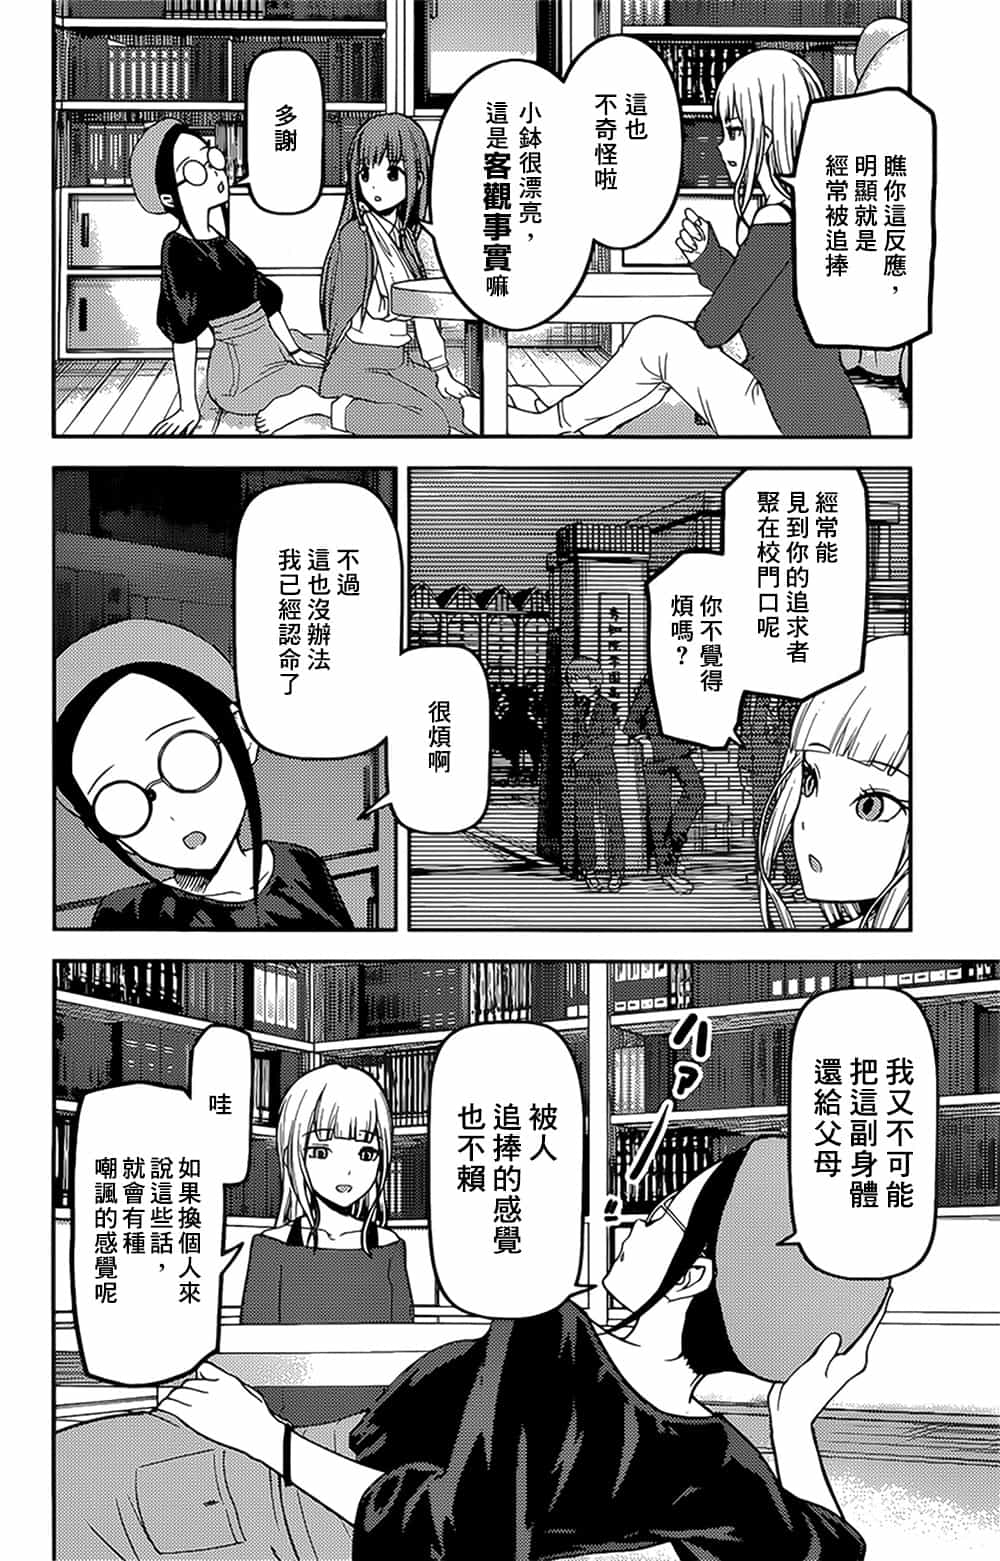 瞧你這反應，
明顯就是
經常被追捧
這也
不奇怪啦
小鉢很漂亮，
這是客觀事實嘛
多謝
經常能
見到你的追求者
聚在校門口呢
你不覺得
煩嗎？
很煩啊
不過
這也沒辦法
我已經認命了
我又不可能
把這副身體
還給父母
被人
追捧的感覺
也不賴
哇
如果換個人來
說這些話，
就會有種
嘲諷的感覺呢